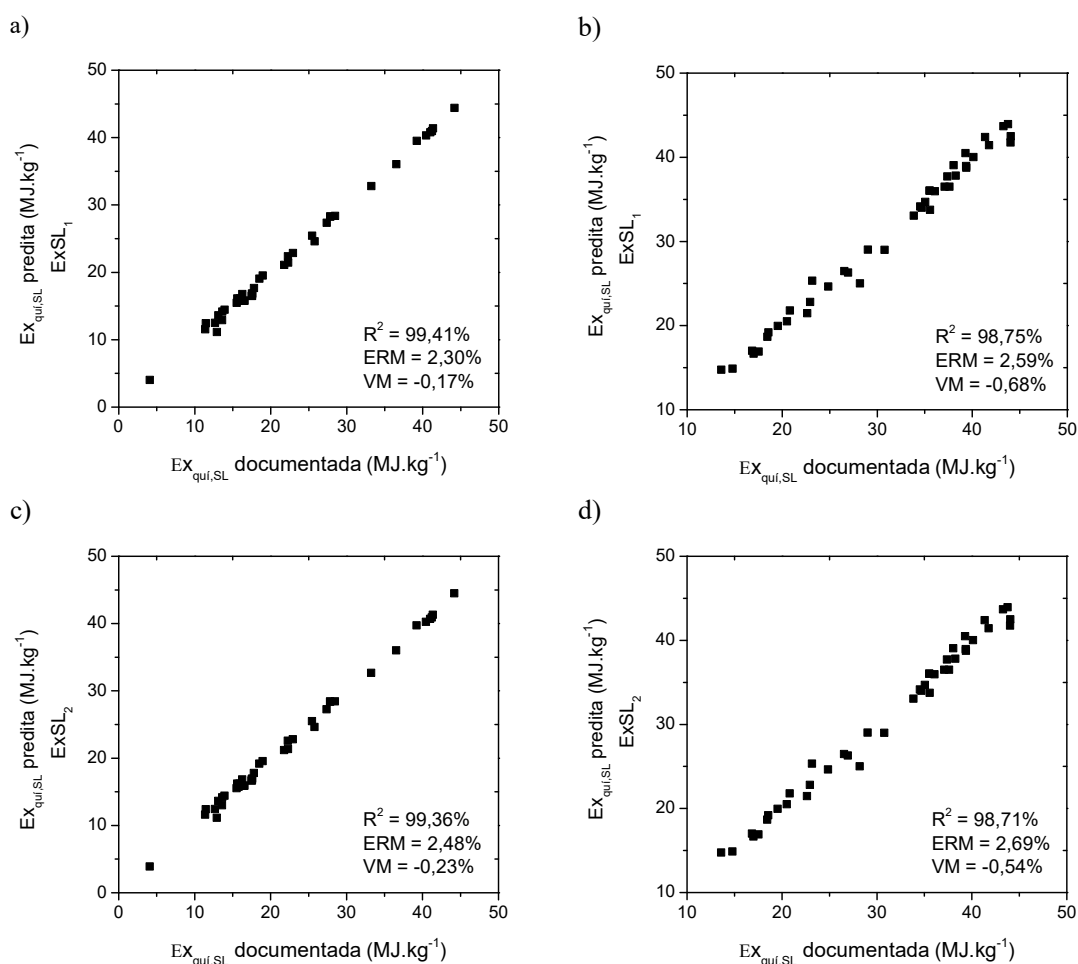 a)
50
40
30
20
10
0
0 10 20 30 40 50
Ex_quí,SL predita (MJ.kg⁻¹)
ExSL₁
R² = 99,41%
ERM = 2,30%
VM = -0,17%
Ex_quí,SL documentada (MJ.kg⁻¹)
b)
50
40
30
20
10
10 20 30 40 50
Ex_quí,SL predita (MJ.kg⁻¹)
ExSL₁
R² = 98,75%
ERM = 2,59%
VM = -0,68%
Ex_quí,SL documentada (MJ.kg⁻¹)
c)
50
40
30
20
10
0
0 10 20 30 40 50
Ex_quí,SL predita (MJ.kg⁻¹)
ExSL₂
R² = 99,36%
ERM = 2,48%
VM = -0,23%
Ex_quí,SL documentada (MJ.kg⁻¹)
d)
50
40
30
20
10
10 20 30 40 50
Ex_quí,SL predita (MJ.kg⁻¹)
ExSL₂
R² = 98,71%
ERM = 2,69%
VM = -0,54%
Ex_quí,SL documentada (MJ.kg⁻¹)